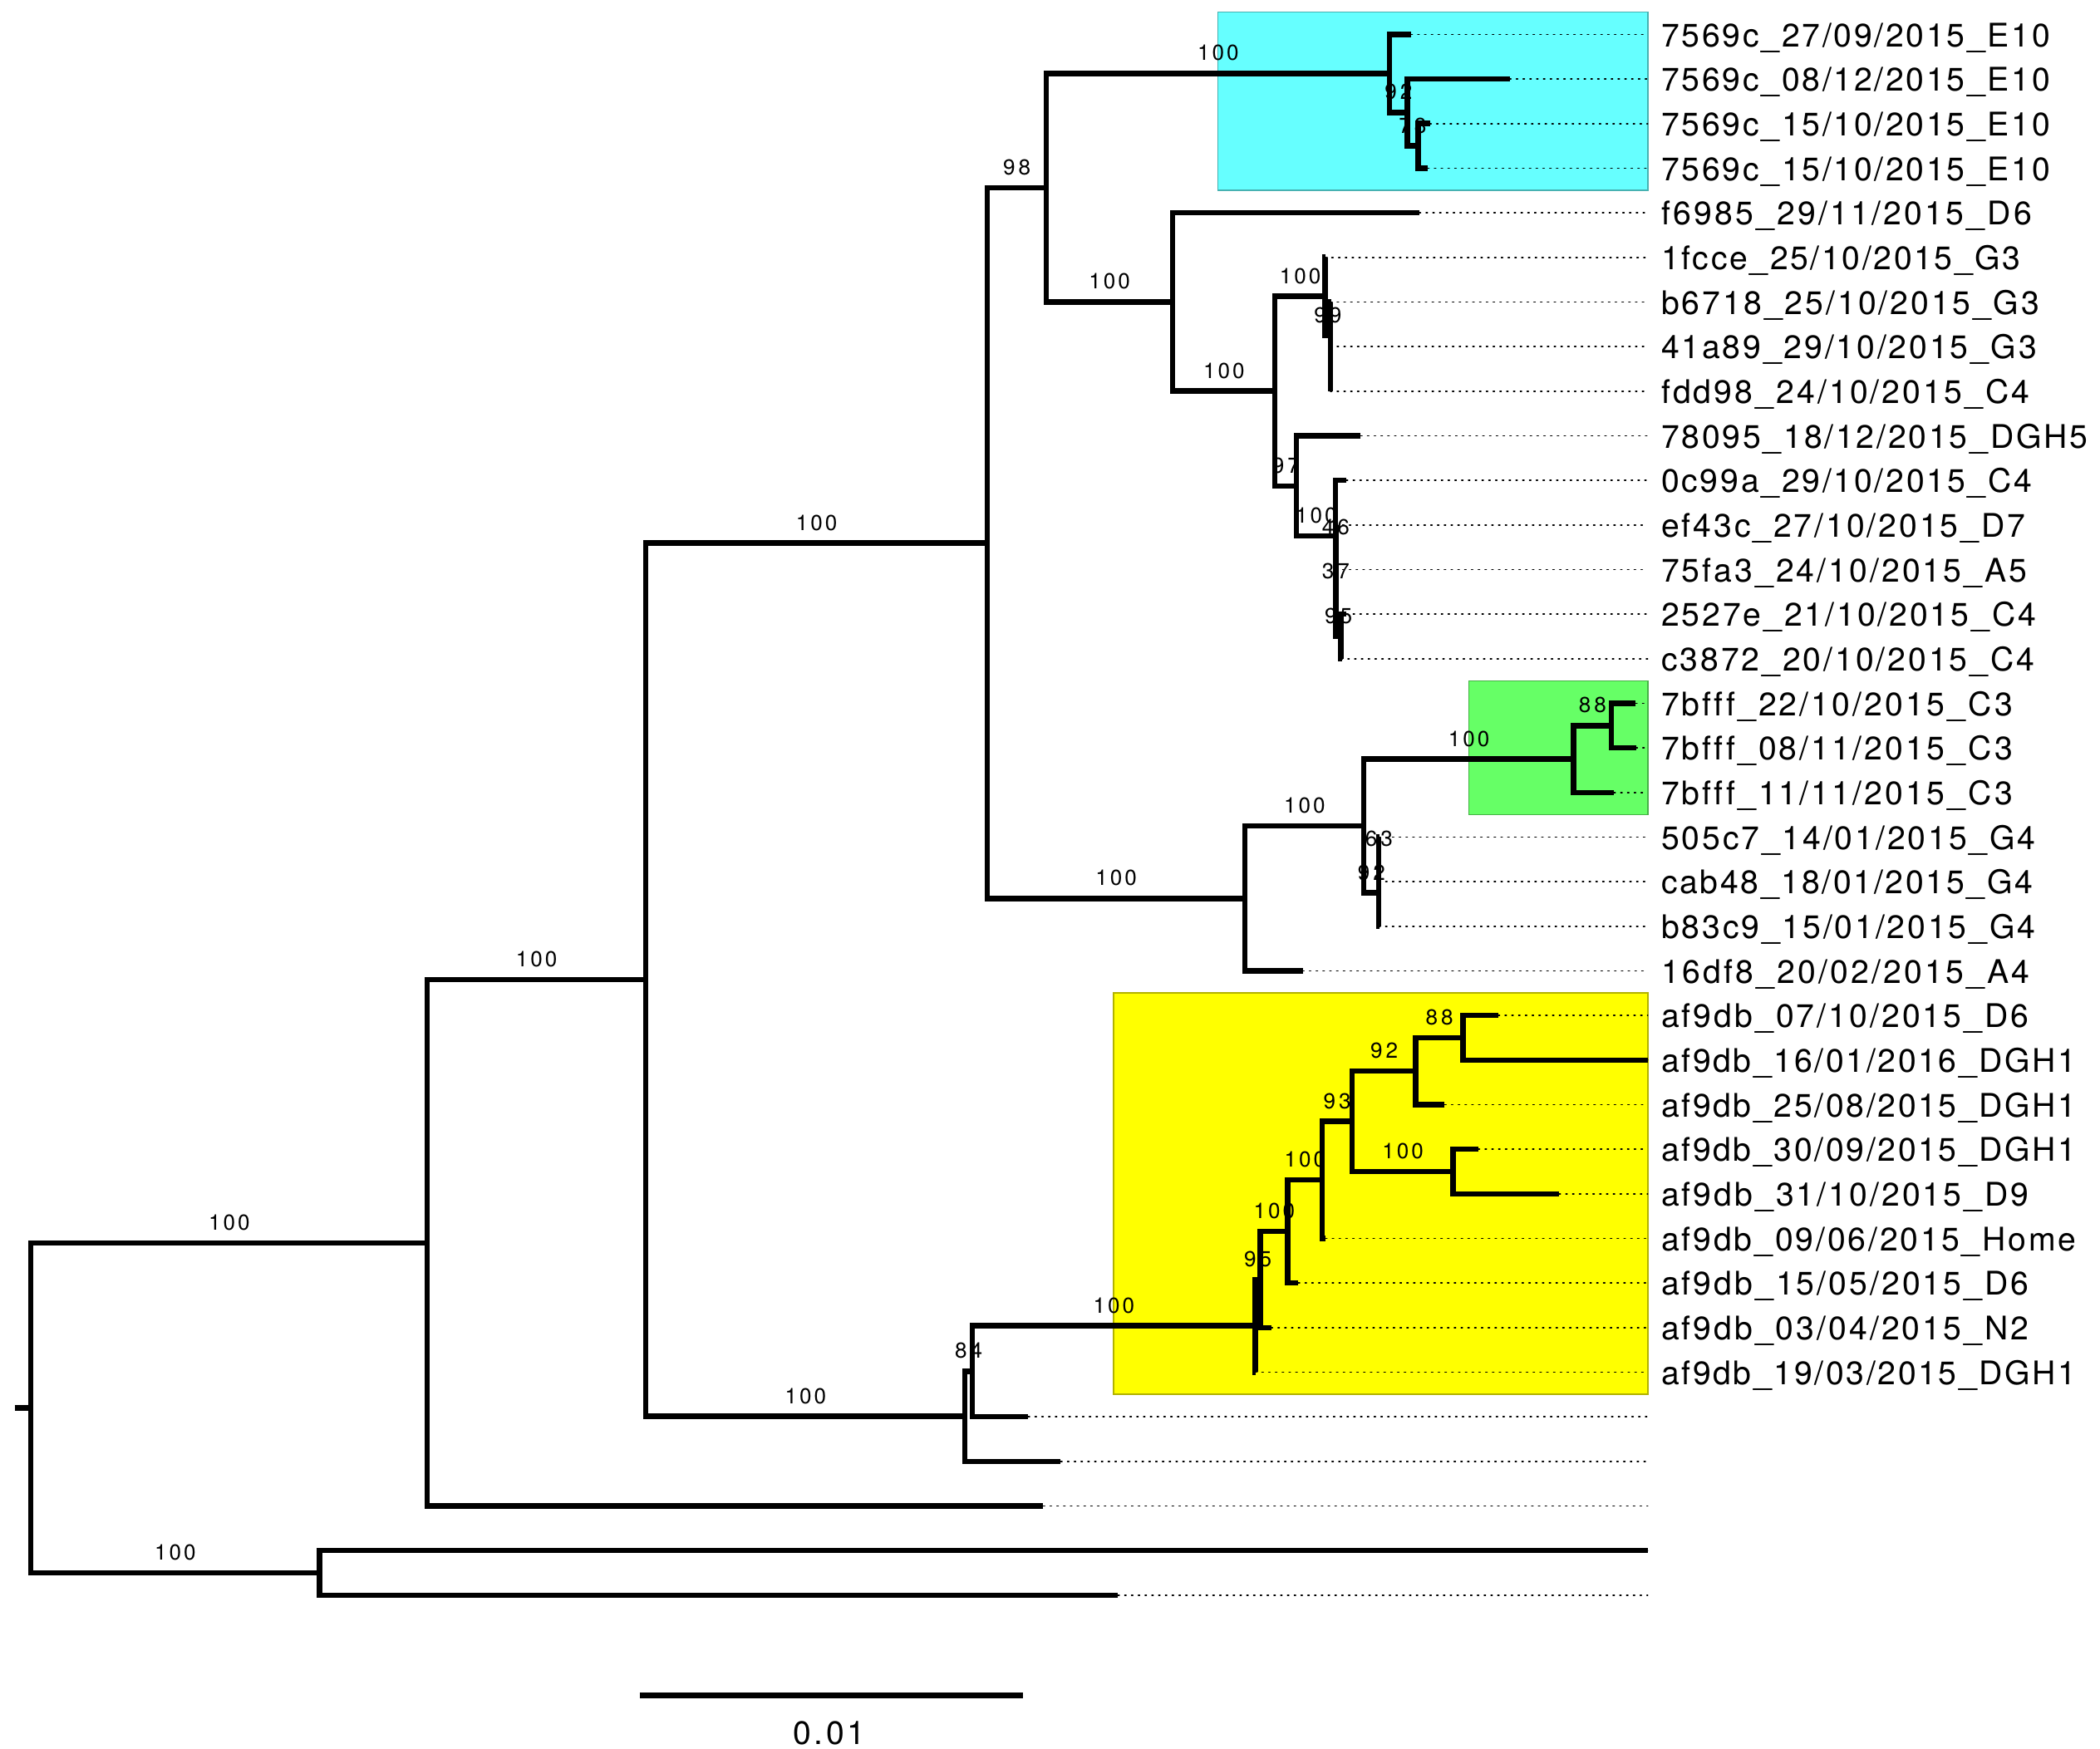 100
7569c_27/09/2015_E10
7569c_08/12/2015_E10
92
7569c_15/10/2015_E10
7569c_15/10/2015_E10
98
f6985_29/11/2015_D6
1fcce_25/10/2015_G3
100
100
b6718_25/10/2015_G3
99
41a89_29/10/2015_G3
100
fdd98_24/10/2015_C4
78095_18/12/2015_DGH5
97
0c99a_29/10/2015_C4
100
100
46
ef43c_27/10/2015_D7
37
75fa3_24/10/2015_A5
95
2527e_21/10/2015_C4
c3872_20/10/2015_C4
88
7bfff_22/10/2015_C3
100
7bfff_08/11/2015_C3
7bfff_11/11/2015_C3
100
63
505c7_14/01/2015_G4
100
92
cab48_18/01/2015_G4
b83c9_15/01/2015_G4
100
16df8_20/02/2015_A4
88
af9db_07/10/2015_D6
92
af9db_16/01/2016_DGH1
93
af9db_25/08/2015_DGH1
100
100
af9db_30/09/2015_DGH1
af9db_31/10/2015_D9
100
100
af9db_09/06/2015_Home
95
af9db_15/05/2015_D6
100
af9db_03/04/2015_N2
84
af9db_19/03/2015_DGH1
100
100
0.01